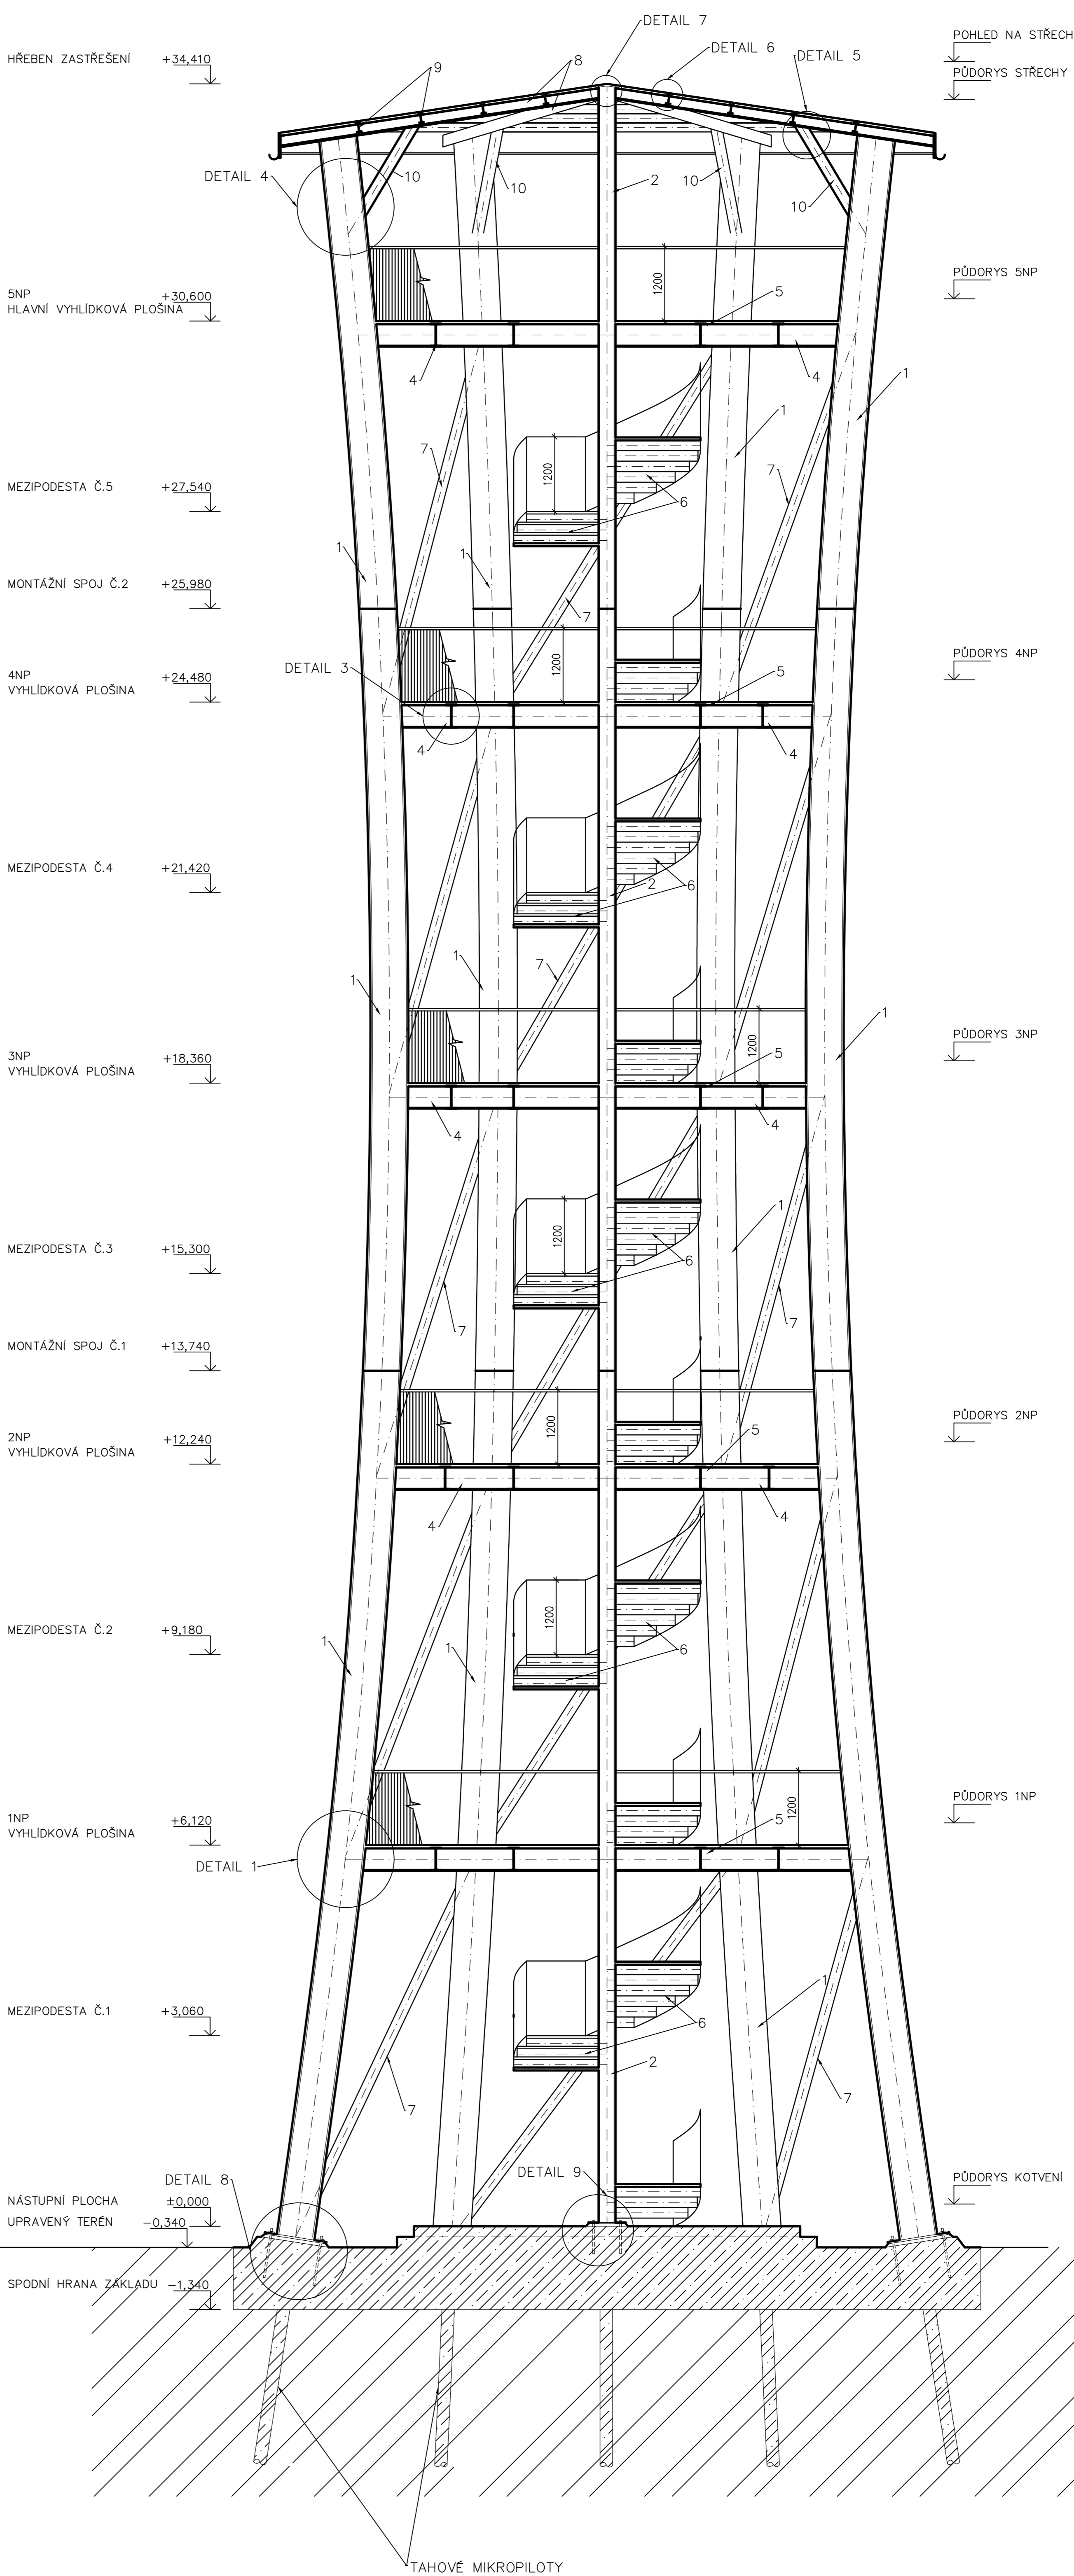 DETAIL 7
POHLED NA STŘECH
HŘEBEN ZASTŘEŠENÍ +34,410
DETAIL 6
DETAIL 5
PŮDORYS STŘECHY
9
8
DETAIL 4
10
10
2
10
10
1200
PŮDORYS 5NP
5NP +30,600
HLAVNÍ VYHLÍDKOVÁ PLOŠINA
5
4
4
1
1
7
7
1200
MEZIPODESTA Č.5 +27,540
6
1
1
MONTÁŽNÍ SPOJ Č.2 +25,980
7
DETAIL 3
1200
PŮDORYS 4NP
4NP +24,480
VYHLÍDKOVÁ PLOŠINA
5
4
4
MEZIPODESTA Č.4 +21,420
2
6
1
7
1
1
1200
PŮDORYS 3NP
3NP +18,360
VYHLÍDKOVÁ PLOŠINA
5
4
4
1
1200
MEZIPODESTA Č.3 +15,300
6
7
7
MONTÁŽNÍ SPOJ Č.1 +13,740
1200
PŮDORYS 2NP
2NP +12,240
VYHLÍDKOVÁ PLOŠINA
5
4
4
1200
MEZIPODESTA Č.2 +9,180
1
1
6
1200
PŮDORYS 1NP
1NP +6,120
VYHLÍDKOVÁ PLOŠINA
5
DETAIL 1
MEZIPODESTA Č.1 +3,060
1
6
2
7
7
DETAIL 8
DETAIL 9
PŮDORYS KOTVENÍ
NÁSTUPNÍ PLOCHA ±0,000
UPRAVENÝ TERÉN -0,340
SPODNÍ HRANA ZÁKLADU -1,340
TAHOVÉ MIKROPILOTY